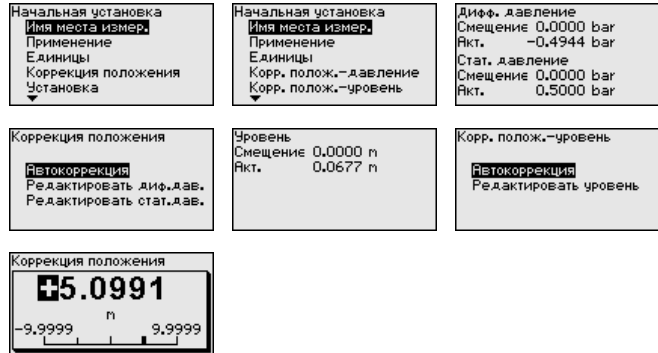 Начальная установка
Имя места измер.
Применение
Единицы
Коррекция положения
Установка
Начальная установка
Имя места измер.
Применение
Единицы
Корр. полож.-давление
Корр. полож.-уровень
Дифф. давление
Смещение 0.0000 bar
Акт. -0.4944 bar
Стат. давление
Смещение 0.0000 bar
Акт. 0.5000 bar
Коррекция положения
Автокоррекция
Редактировать диф.дав.
Редактировать стат.дав.
Уровень
Смещение 0.0000 m
Акт. 0.0677 m
Корр. полож.-уровень
Автокоррекция
Редактировать уровень
Коррекция положения
+5.0991
m
-9.9999 9.9999